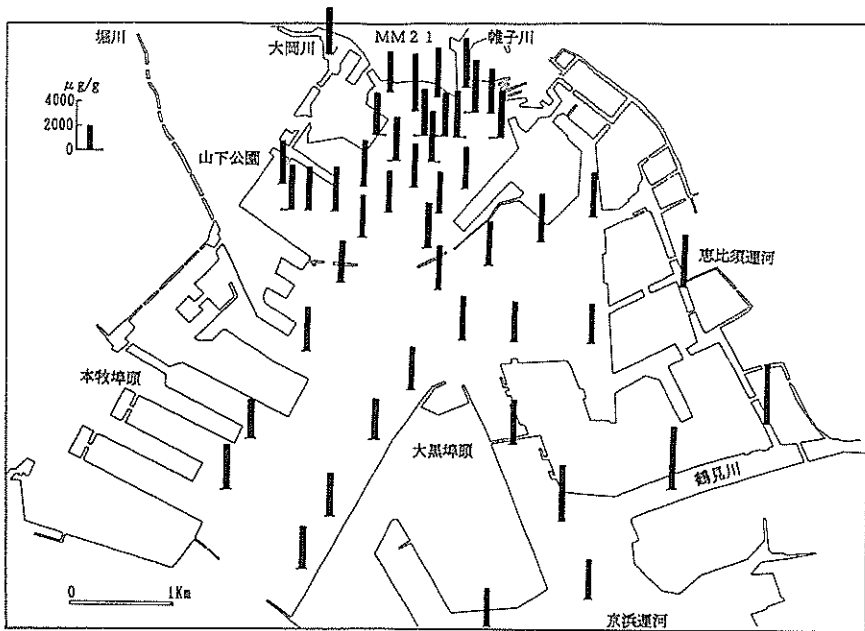 堀川
大岡川
MM21
雉子川
μg/g
4000
2000
0
山下公園
恵比須運河
本牧埠頭
大黒埠頭
鶴見川
0 1Km
京浜運河